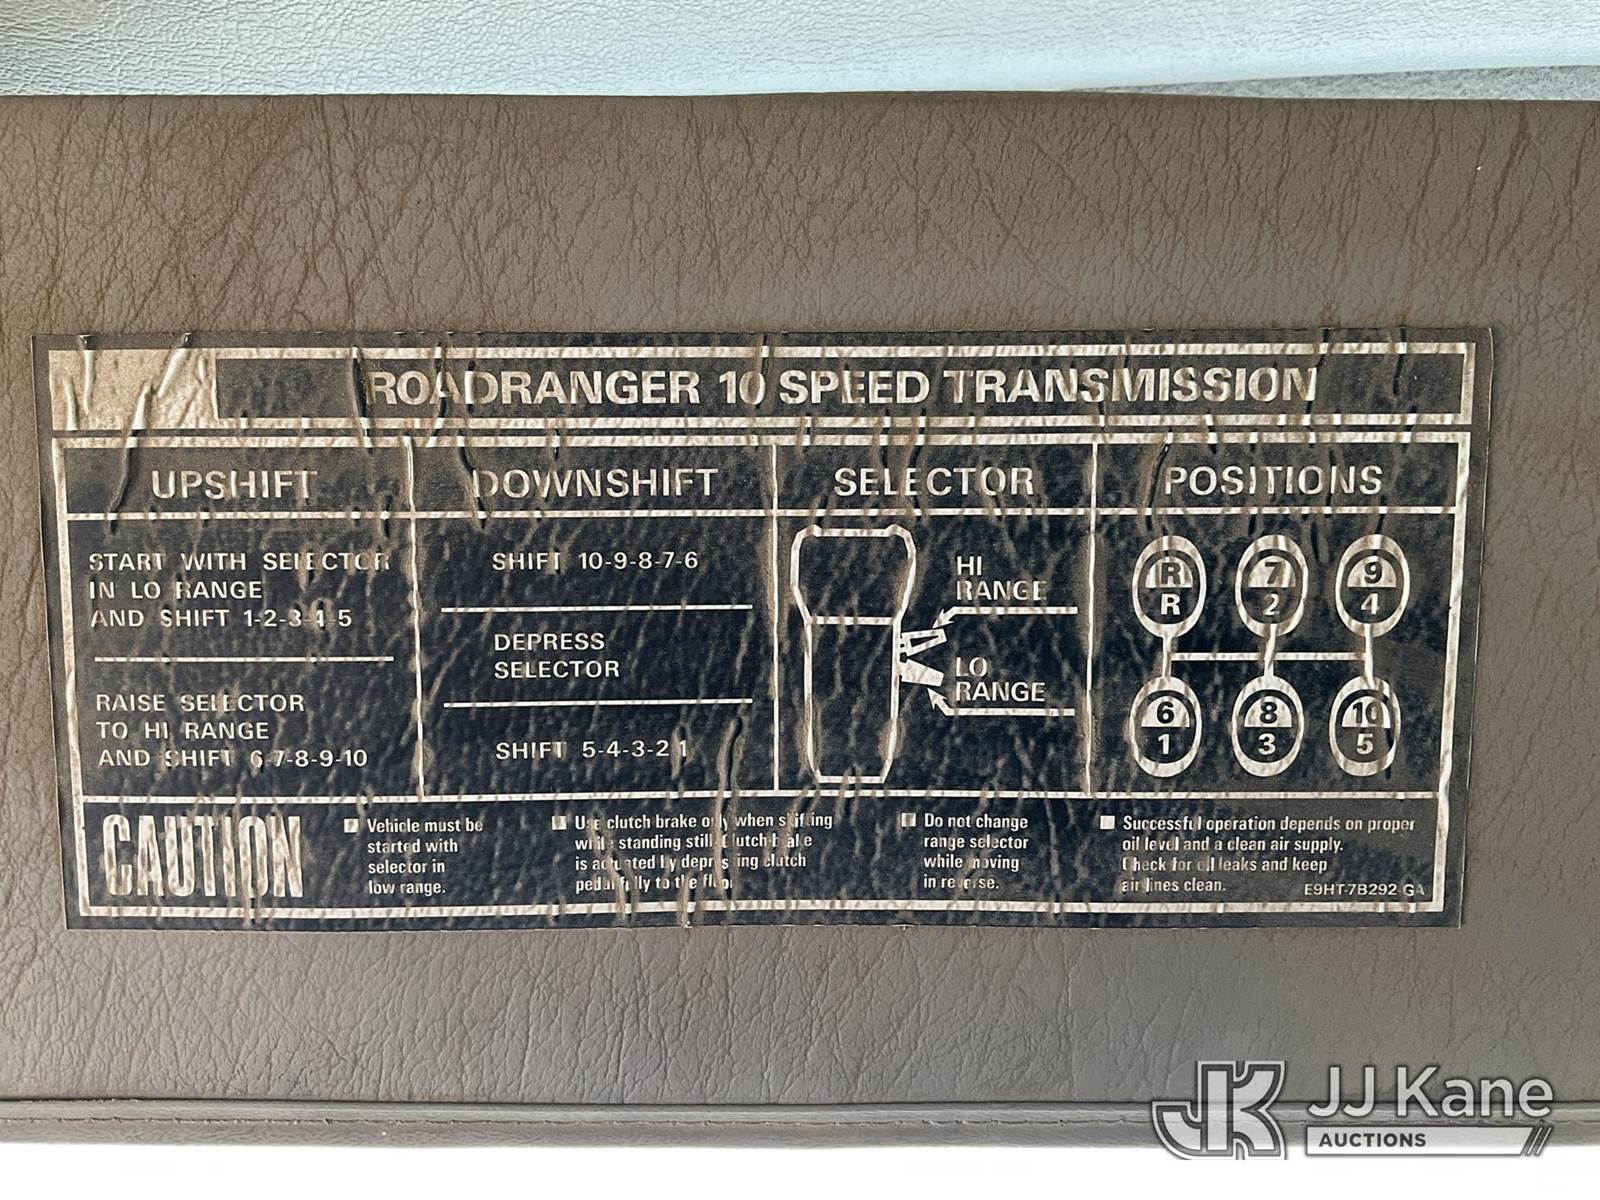 ROADRANGER 10 SPEED TRANSMISSION
UPSHIFT
START WITH SELECTOR
IN LO RANGE
AND SHIFT 1-2-3-4-5
RAISE SELECTOR
TO HI RANGE
AND SHIFT 6-7-8-9-10
DOWNSHIFT
SHIFT 10-9-8-7-6
DEPRESS
SELECTOR
SHIFT 5-4-3-2-1
SELECTOR
HI
RANGE
LO
RANGE
POSITIONS
R 7 9
R 2 4
6 8 10
1 3 5
CAUTION
Vehicle must be
started with
selector in
low range.
Use clutch brake only when shifting
while standing still. Clutch brake
is actuated by depressing clutch
pedal fully to the floor
Do not change
range selector
while moving
in reverse.
Successful operation depends on proper
oil level and a clean air supply.
Check for oil leaks and keep
air lines clean.
E9HT-7B292-GA
JK JJ Kane
AUCTIONS